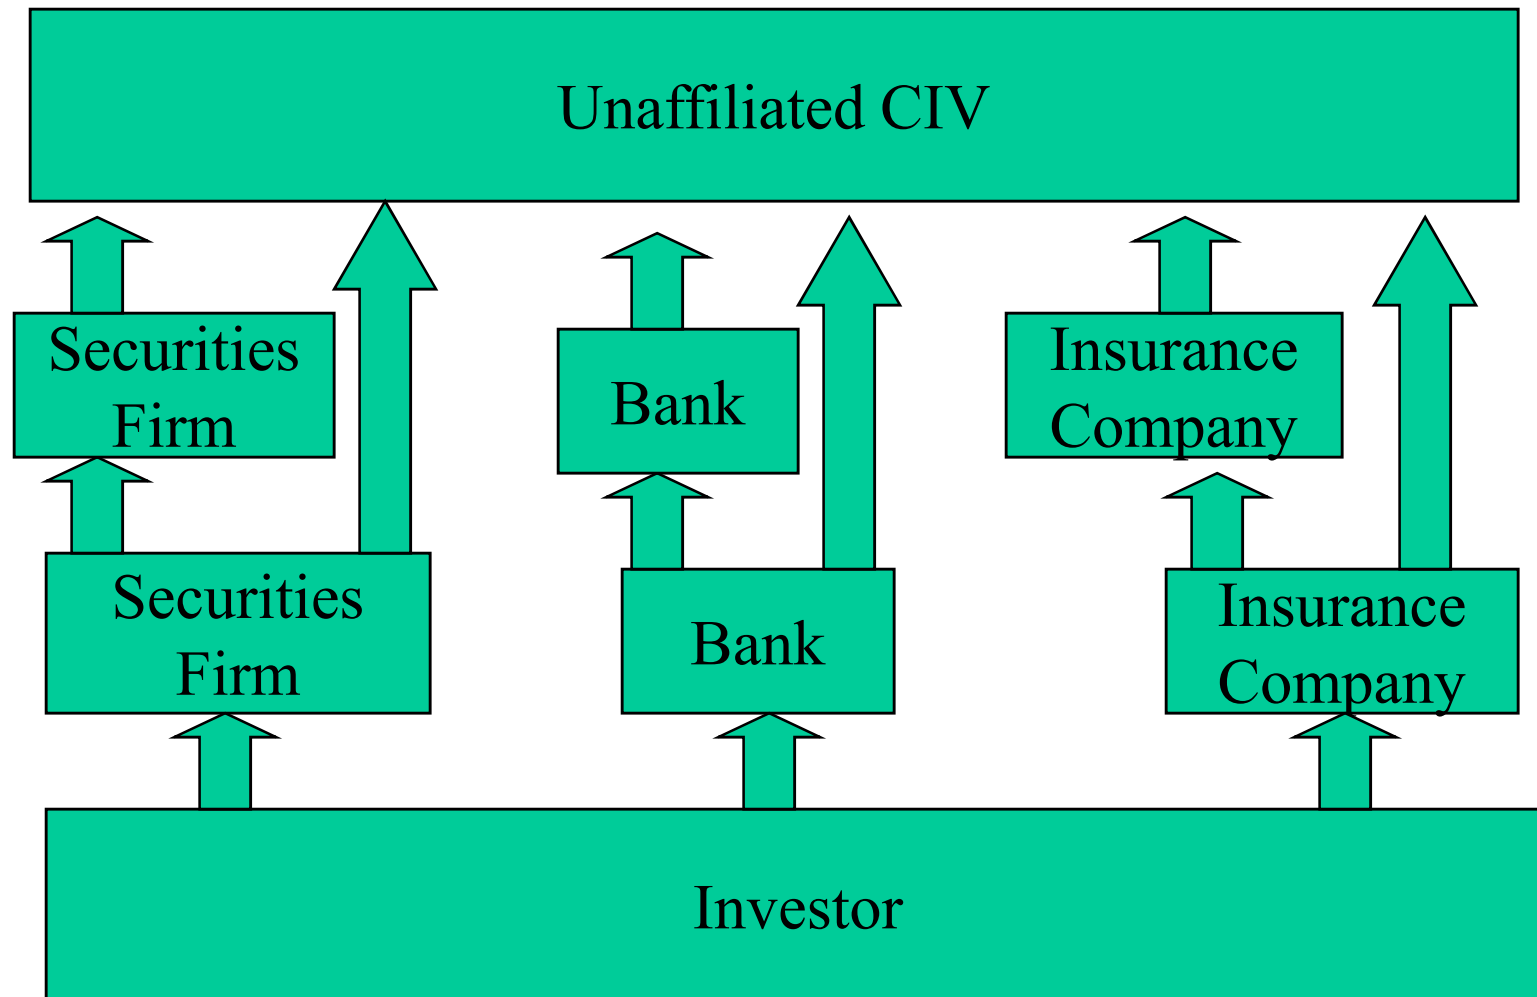 Unaffiliated CIV
Securities
Firm
Bank
Insurance
Company
Securities
Firm
Bank
Insurance
Company
Investor